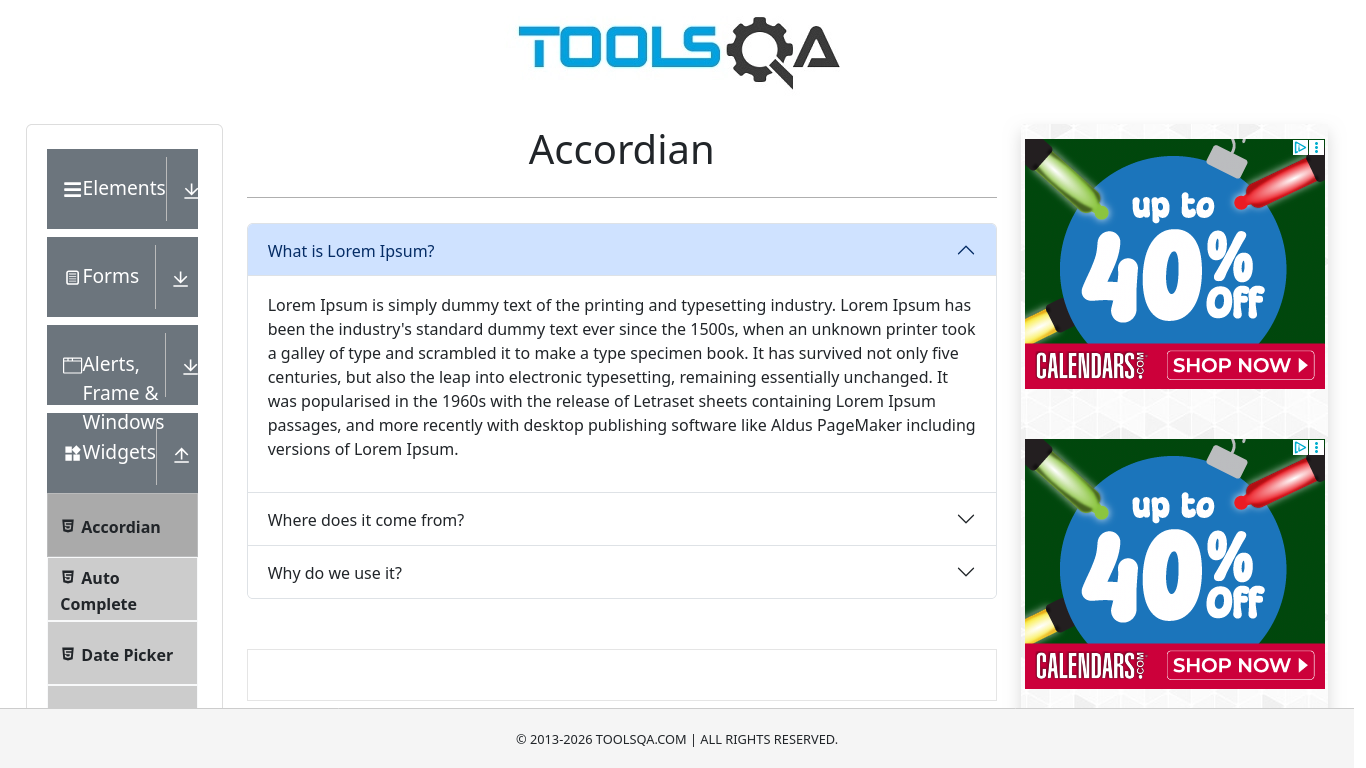 TOOLSQA
Accordian
Elements
Forms
Alerts,
Frame &
Windows
Widgets
Accordian
Auto
Complete
Date Picker
What is Lorem Ipsum?
Lorem Ipsum is simply dummy text of the printing and typesetting industry. Lorem Ipsum has
been the industry's standard dummy text ever since the 1500s, when an unknown printer took
a galley of type and scrambled it to make a type specimen book. It has survived not only five
centuries, but also the leap into electronic typesetting, remaining essentially unchanged. It
was popularised in the 1960s with the release of Letraset sheets containing Lorem Ipsum
passages, and more recently with desktop publishing software like Aldus PageMaker including
versions of Lorem Ipsum.
Where does it come from?
Why do we use it?
up to
40%
OFF
CALENDARS.COM
SHOP NOW
up to
40%
OFF
CALENDARS.COM
SHOP NOW
© 2013-2026 TOOLSQA.COM | ALL RIGHTS RESERVED.